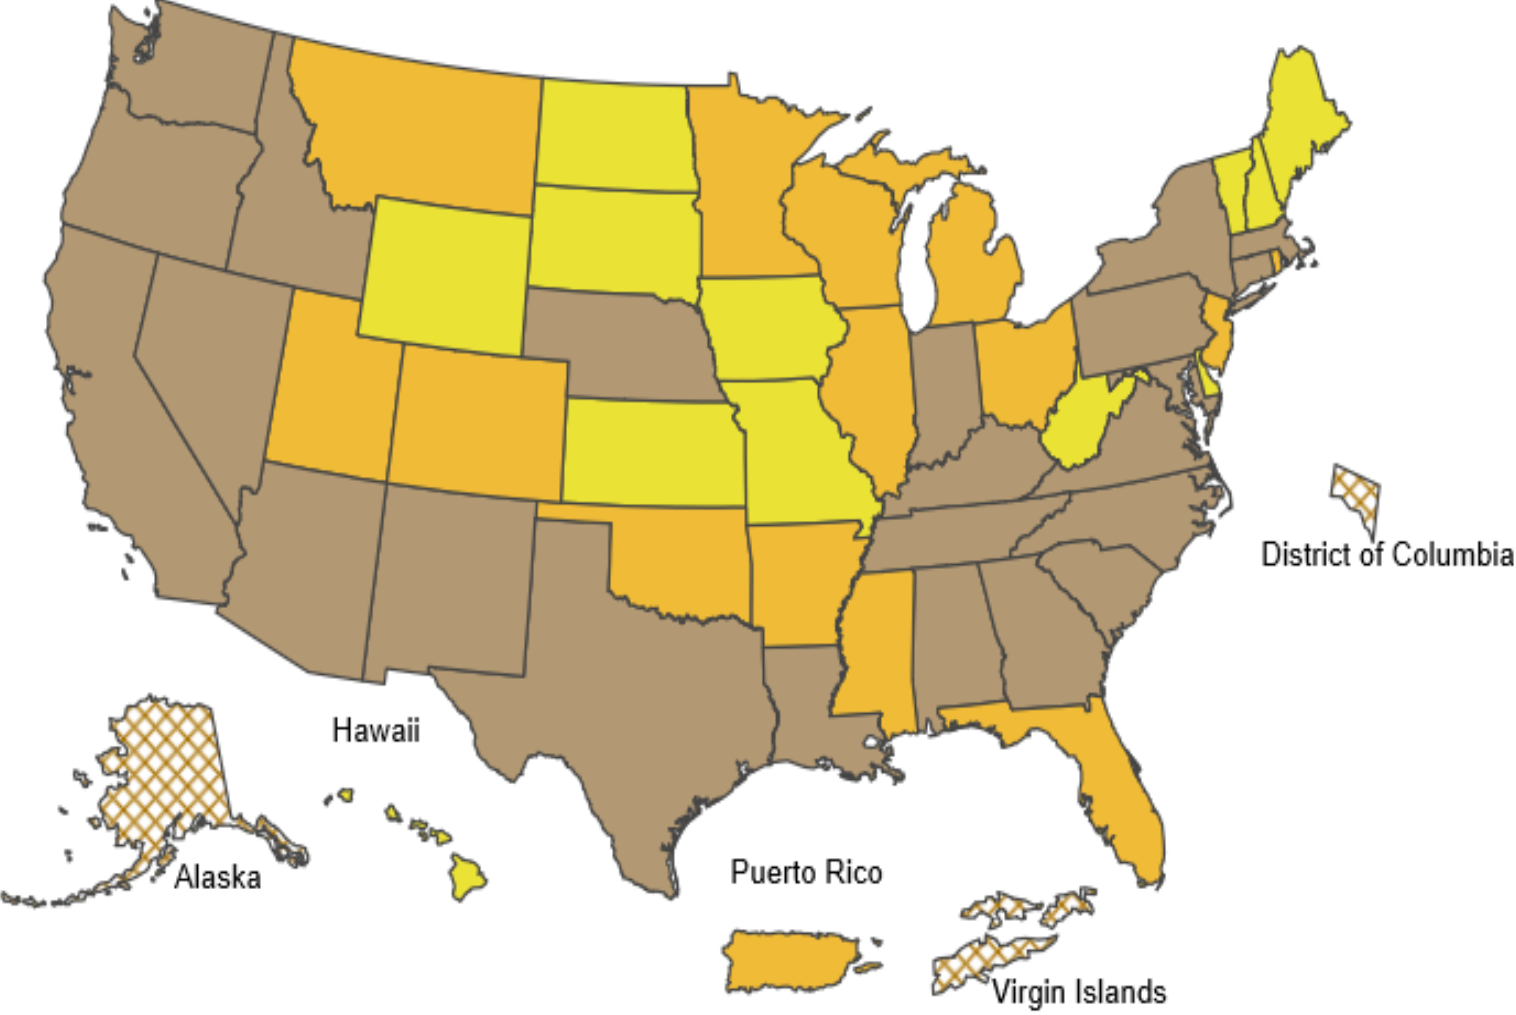 District of Columbia
Hawaii
Alaska
Puerto Rico
Virgin Islands